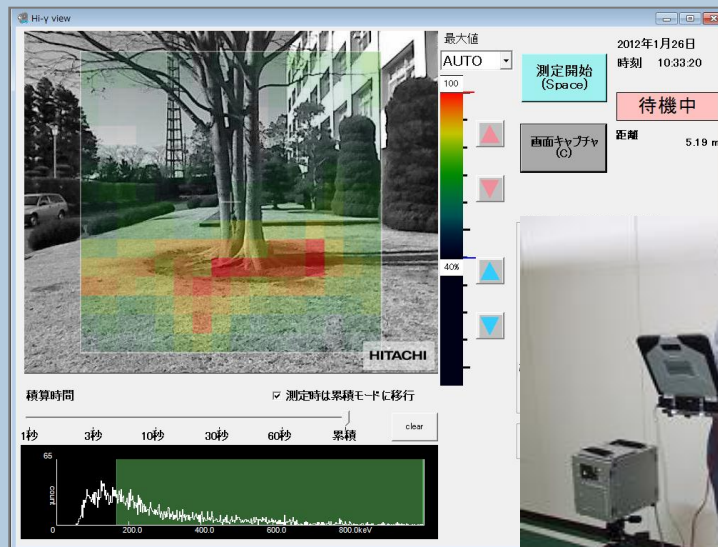 Hi-γ view
最大値
AUTO
100
40%
測定開始
(Space)
画面キャプチャ
(C)
2012年1月26日
時刻 10:33:20
待機中
距離 5.19 m
HITACHI
積算時間
測定時は累積モードに移行
1秒 3秒 10秒 30秒 60秒 累積
clear
65
count
0 200.0 400.0 600.0 800.0keV